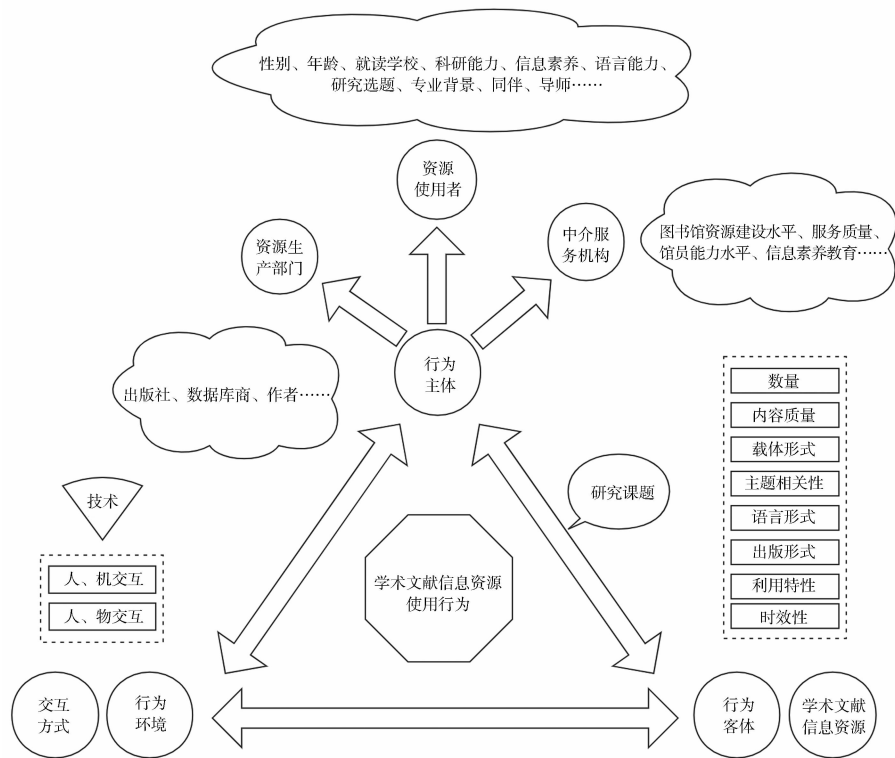 性别、年龄、就读学校、科研能力、信息素养、语言能力、
研究选题、专业背景、同伴、导师……
资源
使用者
资源生
产部门
中介服
务机构
图书馆资源建设水平、服务质量、
馆员能力水平、信息素养教育……
行为
主体
出版社、数据库商、作者……
数量
内容质量
载体形式
主题相关性
语言形式
出版形式
利用特性
时效性
研究课题
技术
人、机交互
人、物交互
学术文献信息资源
使用行为
交互
方式
行为
环境
行为
客体
学术文献
信息资源